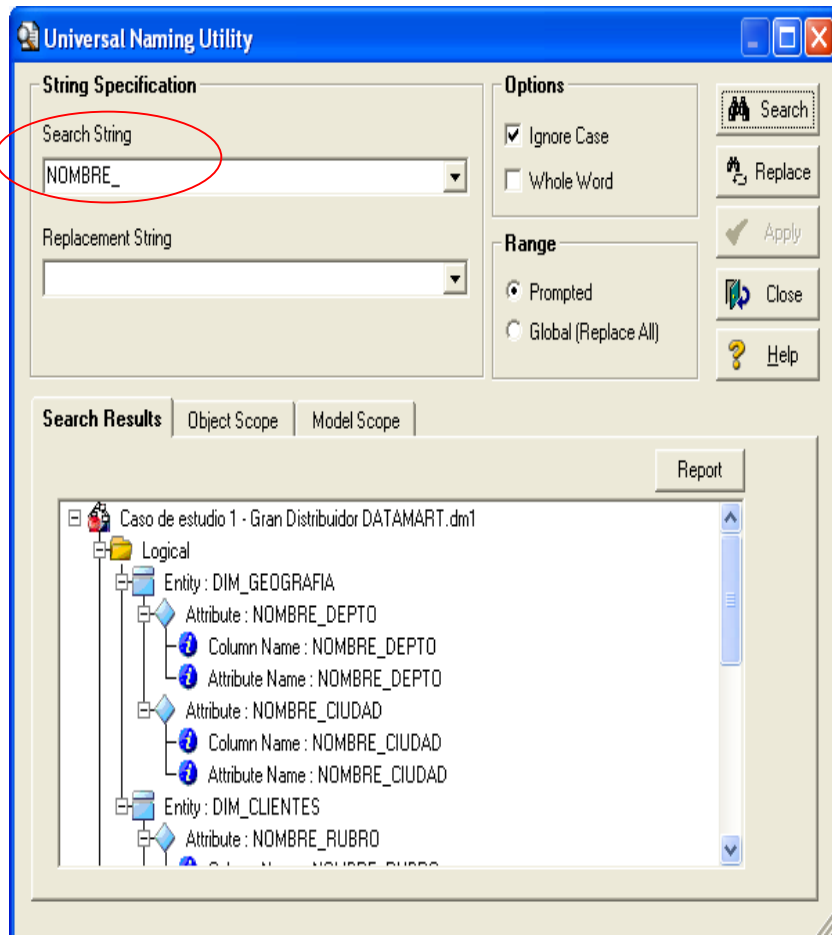 Universal Naming Utility
String Specification
Search String
NOMBRE_
Replacement String
Options
Ignore Case
Whole Word
Range
Prompted
Global (Replace All)
Search
Replace
Apply
Close
Help
Search Results
Object Scope
Model Scope
Report
Caso de estudio 1 - Gran Distribuidor DATAMART.dm1
Logical
Entity : DIM_GEOGRAFIA
Attribute : NOMBRE_DEPTO
Column Name : NOMBRE_DEPTO
Attribute Name : NOMBRE_DEPTO
Attribute : NOMBRE_CIUDAD
Column Name : NOMBRE_CIUDAD
Attribute Name : NOMBRE_CIUDAD
Entity : DIM_CLIENTES
Attribute : NOMBRE_RUBRO